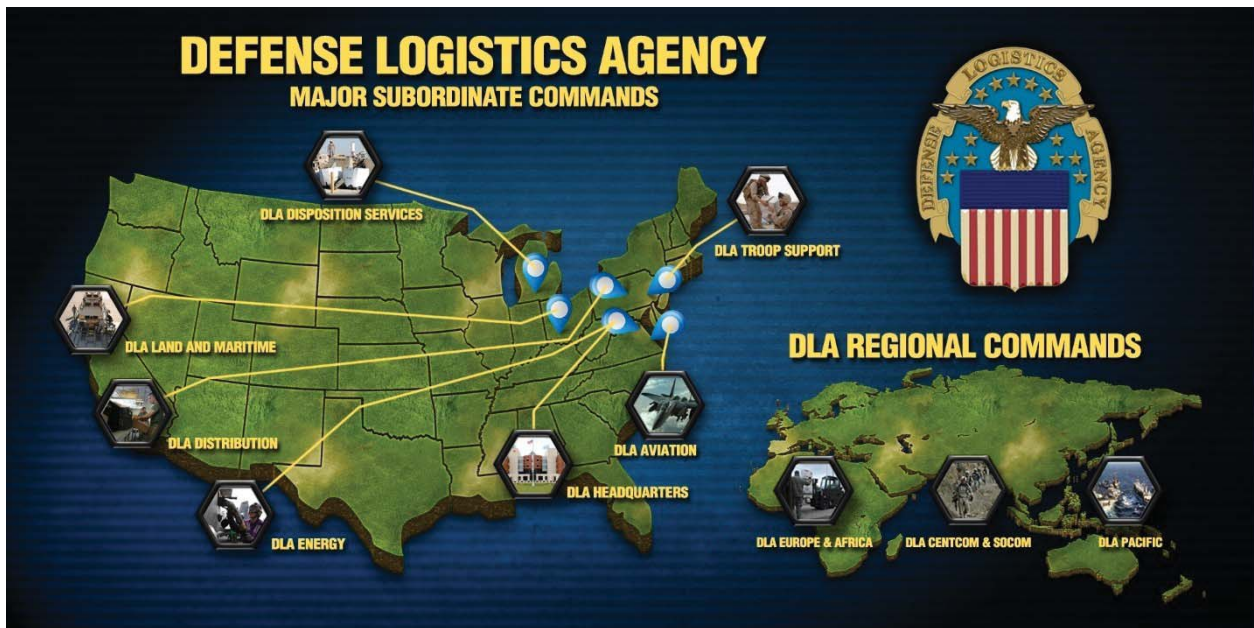 DEFENSE LOGISTICS AGENCY
MAJOR SUBORDINATE COMMANDS
DLA DISPOSITION SERVICES
DLA TROOP SUPPORT
DLA LAND AND MARITIME
DLA DISTRIBUTION
DLA AVIATION
DLA HEADQUARTERS
DLA ENERGY
DEFENSE LOGISTICS AGENCY
DLA REGIONAL COMMANDS
DLA EUROPE & AFRICA
DLA CENTCOM & SOCOM
DLA PACIFIC